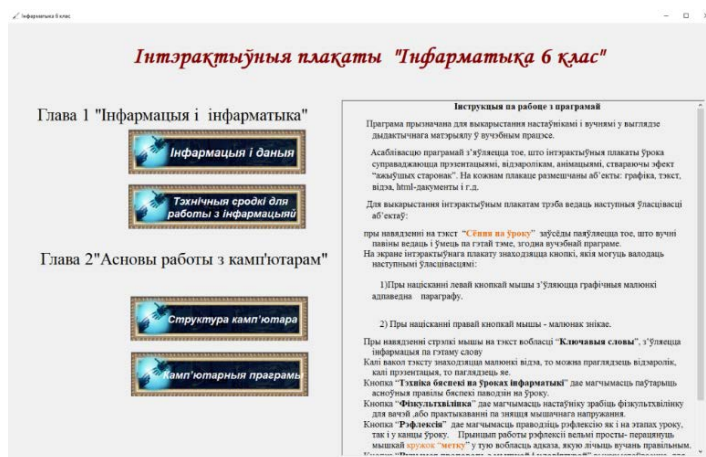 Інфарматыка 6 клас
Інтэрактыўныя плакаты "Інфарматыка 6 клас"
Глава 1 "Інфармацыя і інфарматыка"
Інфармацыя і даныя
Тэхнічныя сродкі для
работы з інфармацыяй
Глава 2"Асновы работы з камп'ютарам"
Структура камп'ютара
Камп'ютарныя праграмы
Інструкцыя па рабоце з праграмай
Праграма прызначана для выкарыстання настаўнікамі і вучнямі у выглядзе
дыдактычнага матэрыялу ў вучэбным працэсе.
Асаблівасцю праграмай з'яўляецца тое, што інтэрактыўныя плакаты ўрока
суправаджаюцца прэзентацыямі, відэаролікам, анімацыямі, ствараючы эфект
"ажыўшых старонак". На кожнам плакаце размешчаны аб'екты: графіка, тэкст,
відэа, html-дакументы і г.д.
Для выкарыстання інтэрактыўным плакатам трэба ведаць наступныя ўласцівасці
аб'ектаў:
пры навядзенні на тэкст "Сёння на ўроку" заўсёды паяўляецца тое, што вучні
павіны ведаць і ўмець па гэтай тэме, згодна вучэбнай праграме.
На экране інтэрактыўнага плакату знаходзяцца кнопкі, якія могуць валодаць
наступнымі ўласцівасцямі:
1)Пры націсканні левай кнопкай мышы з'ўляюцца графічныя малюнкі
адпаведна параграфу.
2) Пры націсканні правай кнопкай мышы - малюнак знікае.
Пры навядзенні стрэлкі мышы на тэкст вобласці "Ключавыя словы", з'ўляецца
інфармацыя па гэтаму слову
Калі вакол тэксту знаходзяцца малюнкі відэа, то можна праглядзець відэаролік,
калі прэзентацыя, то паглядзець яе.
Кнопка "Тэхніка бяспекі на ўроках інфарматыкі" дае магчымасць паўтарыць
асноўныя правілы бяспекі паводзін на ўроку.
Кнопка "Фізкультхвілінка" дае магчымасць настаўніку зрабіць фізкультхвілінку
для вачэй ,або практыкаванні па зняцця мышачнага напружання.
Кнопка "Рэфлексія" дае магчымасць праводзіць рэфлексію як і на этапах уроку,
так і у канцы ўроку. Прынцып работы рэфлексіі вельмі просты- перацянуць
мышкай кружок "метку" у тую вобласць адказа, якую лічыць вучань правільным.